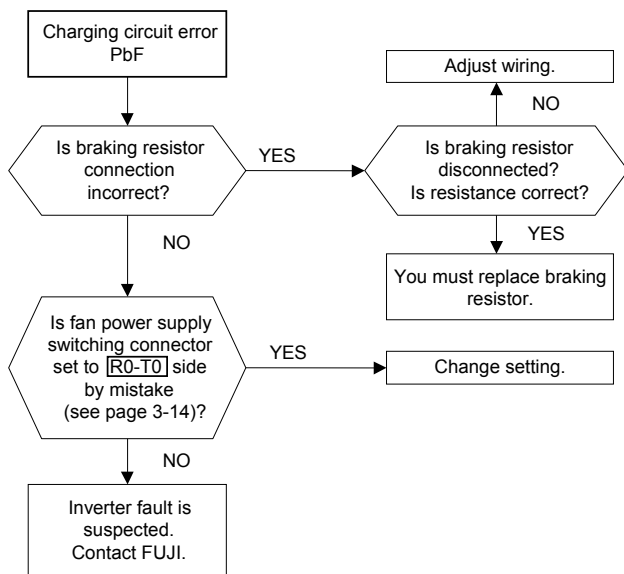 Charging circuit error
PbF
Is braking resistor
connection
incorrect?
YES
Is braking resistor
disconnected?
Is resistance correct?
NO
Adjust wiring.
YES
You must replace braking
resistor.
NO
Is fan power supply
switching connector
set to R0-T0 side
by mistake
(see page 3-14)?
YES
Change setting.
NO
Inverter fault is
suspected.
Contact FUJI.